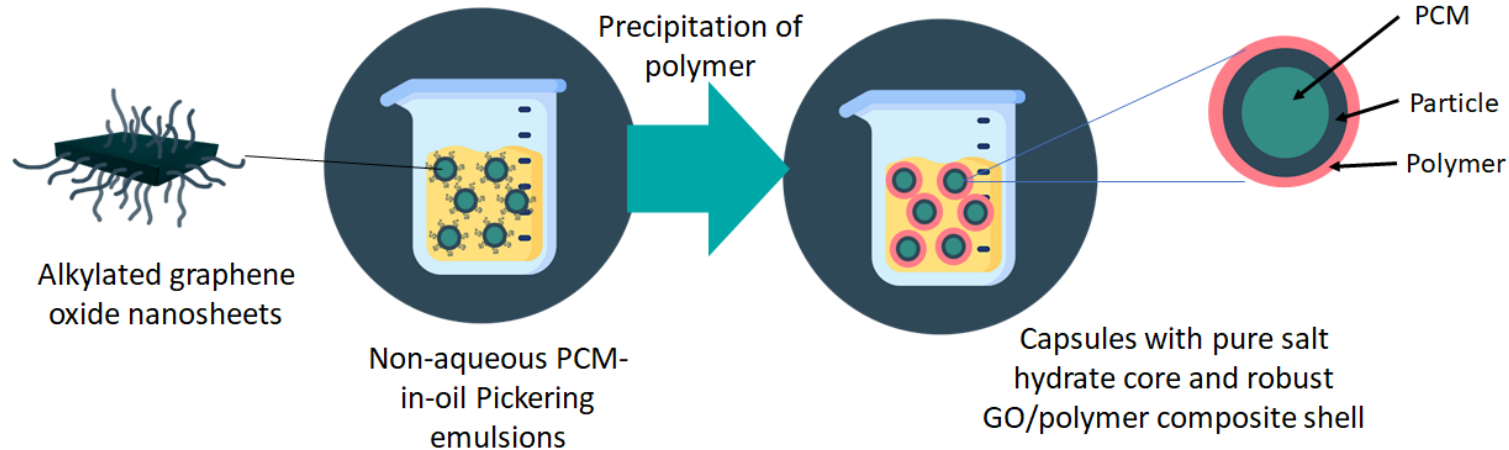 Alkylated graphene
oxide nanosheets
Non-aqueous PCM-
in-oil Pickering
emulsions
Precipitation of
polymer
Capsules with pure salt
hydrate core and robust
GO/polymer composite shell
PCM
Particle
Polymer